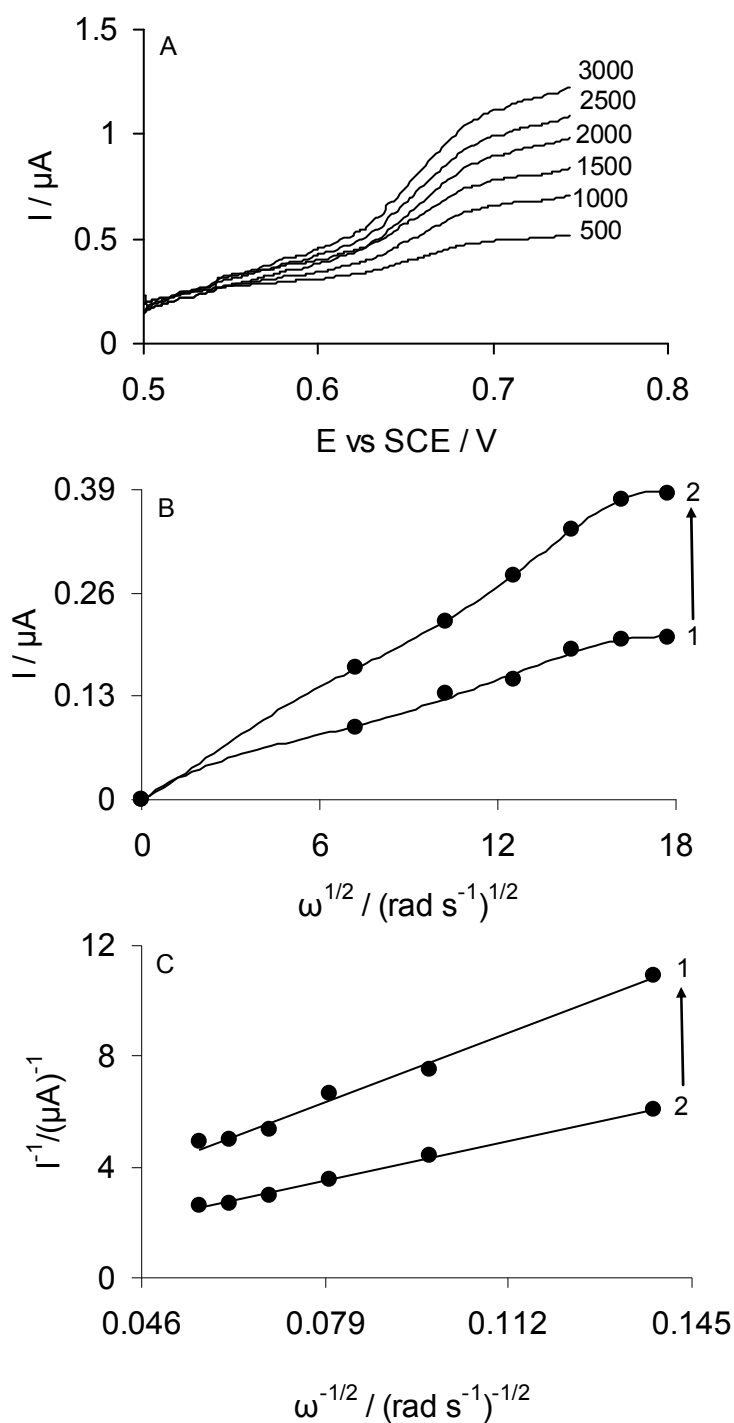 A
I / µA
1.5
1
0.5
0
3000
2500
2000
1500
1000
500
0.5 0.6 0.7 0.8
E vs SCE / V
B
I / µA
0.39
0.26
0.13
0
2
1
0 6 12 18
ω^1/2 / (rad s^-1)^1/2
C
I^-1/(µA)^-1
12
8
4
0
1
2
0.046 0.079 0.112 0.145
ω^-1/2 / (rad s^-1)^-1/2